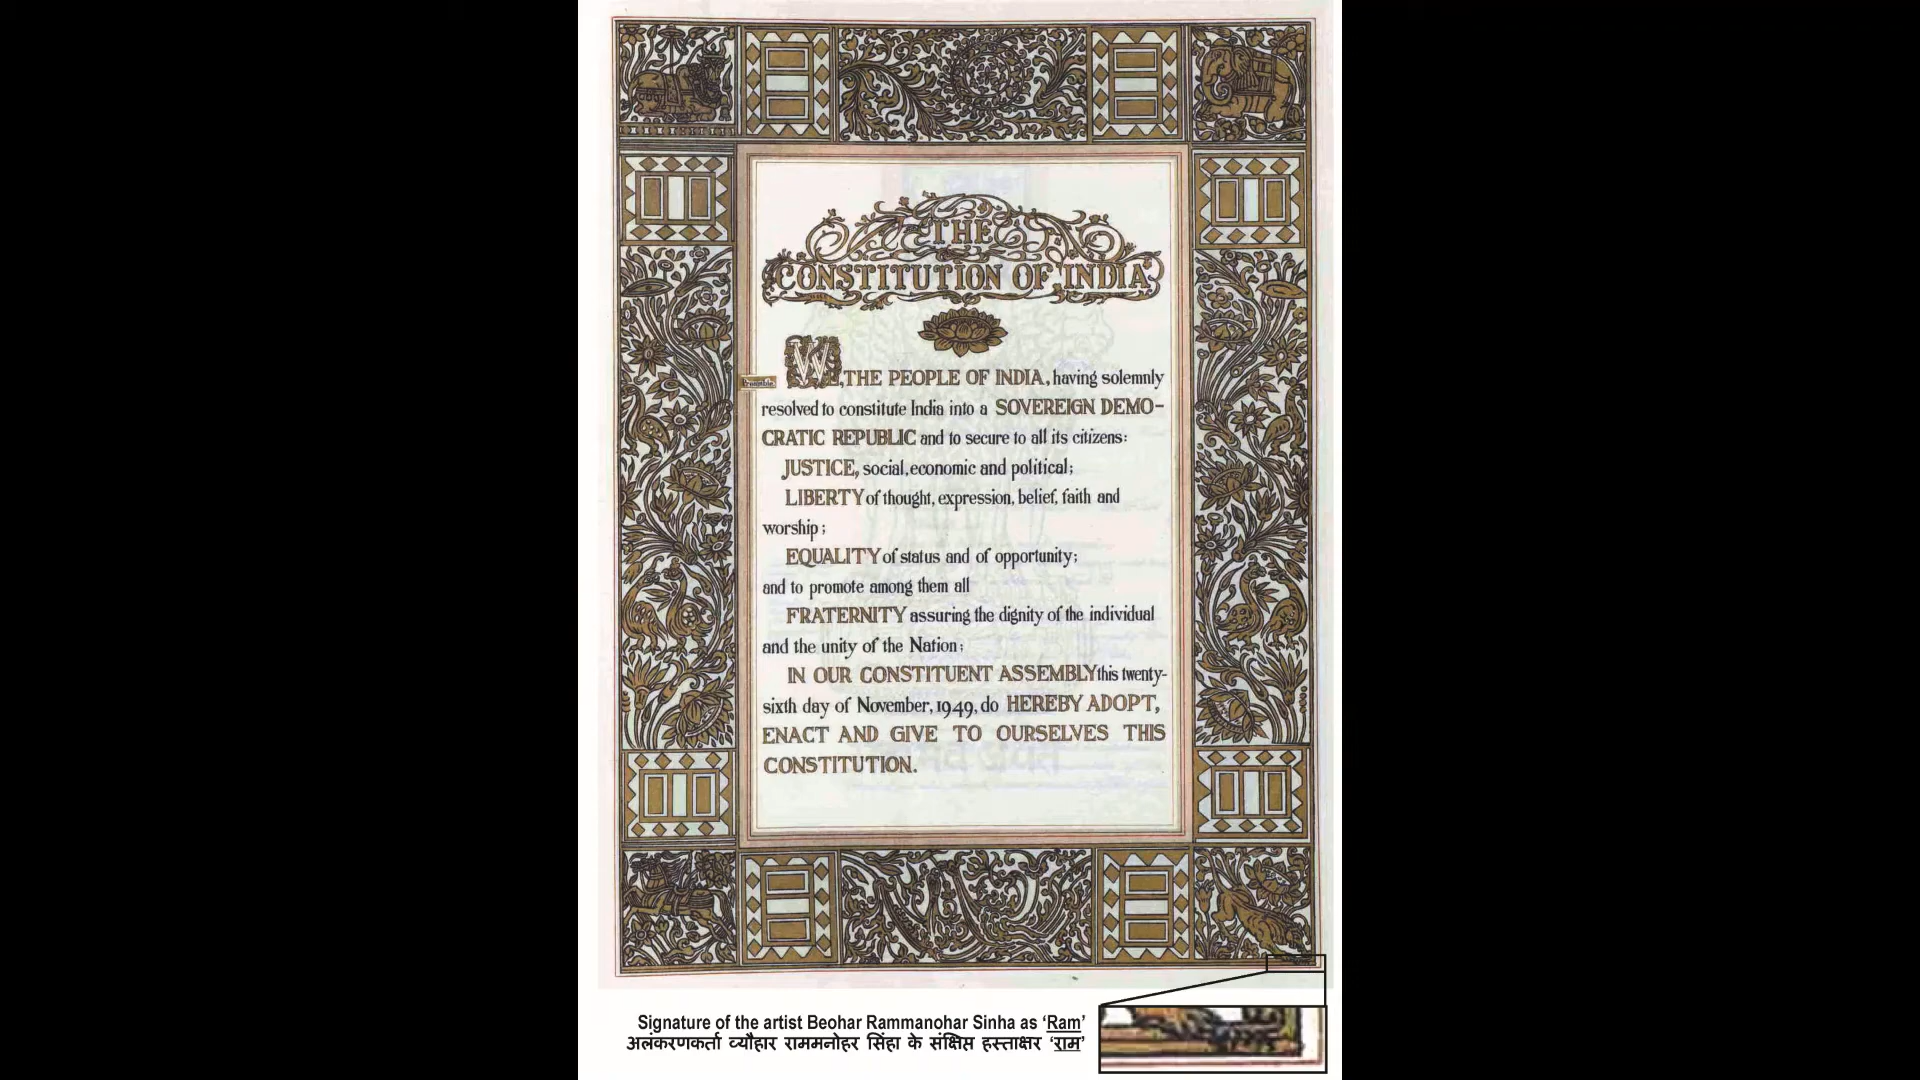 THE
CONSTITUTION OF INDIA
Preamble
WE, THE PEOPLE OF INDIA, having solemnly
resolved to constitute India into a SOVEREIGN DEMO-
CRATIC REPUBLIC and to secure to all its citizens:
JUSTICE, social, economic and political;
LIBERTY of thought, expression, belief, faith and
worship;
EQUALITY of status and of opportunity;
and to promote among them all
FRATERNITY assuring the dignity of the individual
and the unity of the Nation;
IN OUR CONSTITUENT ASSEMBLY this twenty-
sixth day of November, 1949, do HEREBY ADOPT,
ENACT AND GIVE TO OURSELVES THIS
CONSTITUTION.
Signature of the artist Beohar Rammanohar Sinha as ‘Ram’
अलंकरणकर्ता व्यौहार राममनोहर सिंहा के संक्षिप्त हस्ताक्षर ‘राम’